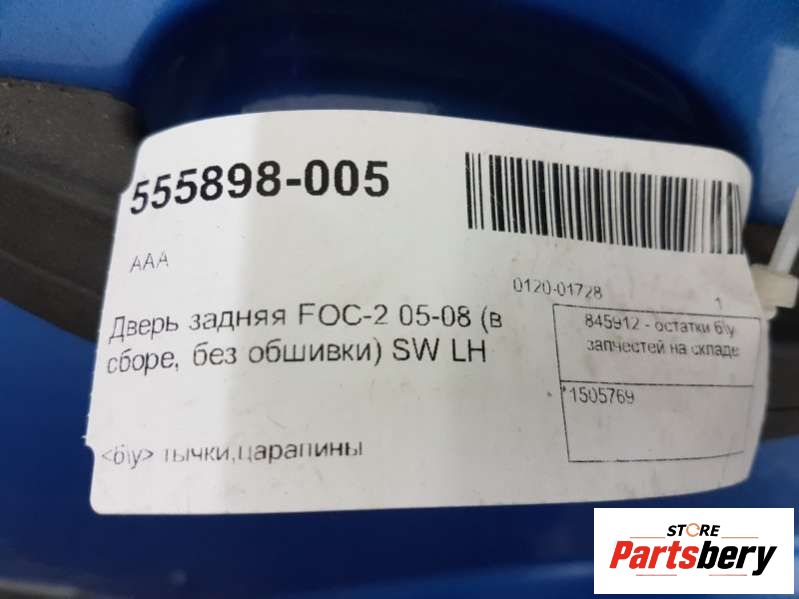 555898-005
AAA
0120-01728 1
Дверь задняя FOC-2 05-08 (в
сборе, без обшивки) SW LH
845912 - остатки б\у
запчестей на складе
*1505769
<б\у> тычки,царапины
STORE
Partsbery